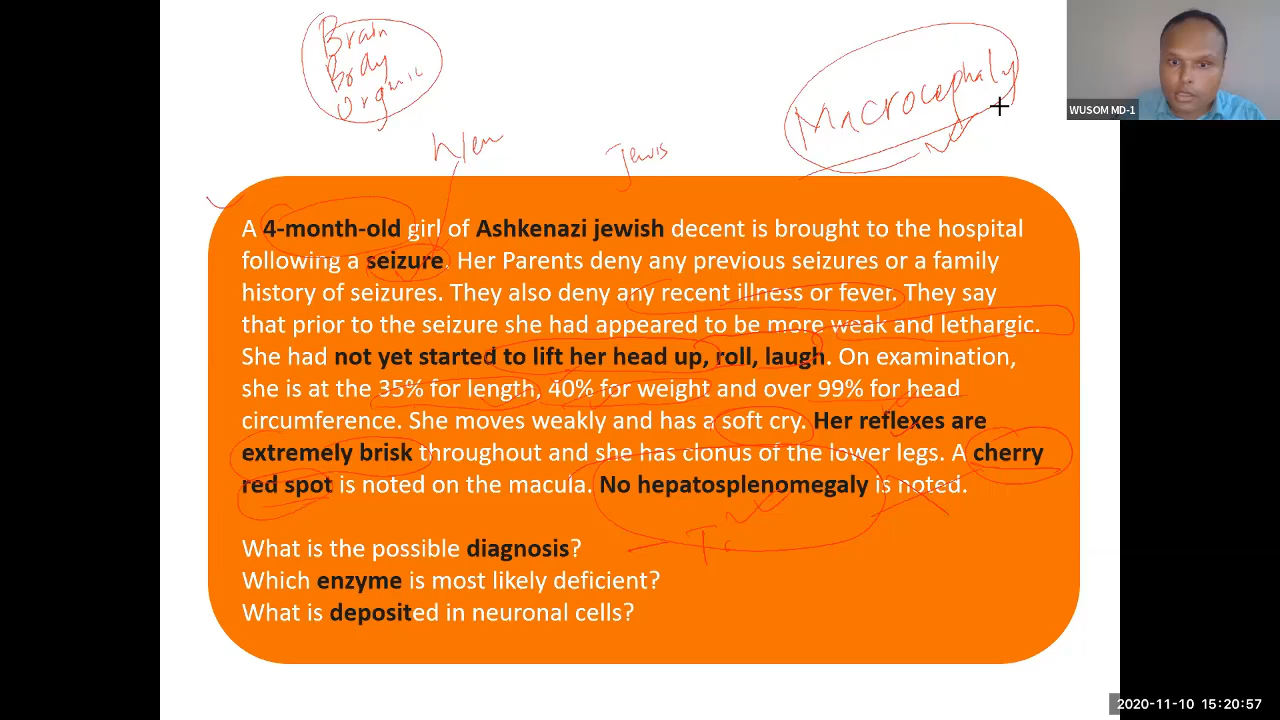 Brain
Body
Organic
Macrocephaly
WUSOM MD-1
Jewis
A 4-month-old girl of Ashkenazi jewish decent is brought to the hospital
following a seizure. Her Parents deny any previous seizures or a family
history of seizures. They also deny any recent illness or fever. They say
that prior to the seizure she had appeared to be more weak and lethargic.
She had not yet started to lift her head up, roll, laugh. On examination,
she is at the 35% for length, 40% for weight and over 99% for head
circumference. She moves weakly and has a soft cry. Her reflexes are
extremely brisk throughout and she has clonus of the lower legs. A cherry
red spot is noted on the macula. No hepatosplenomegaly is noted.
What is the possible diagnosis?
Which enzyme is most likely deficient?
What is deposited in neuronal cells?
2020-11-10 15:20:57